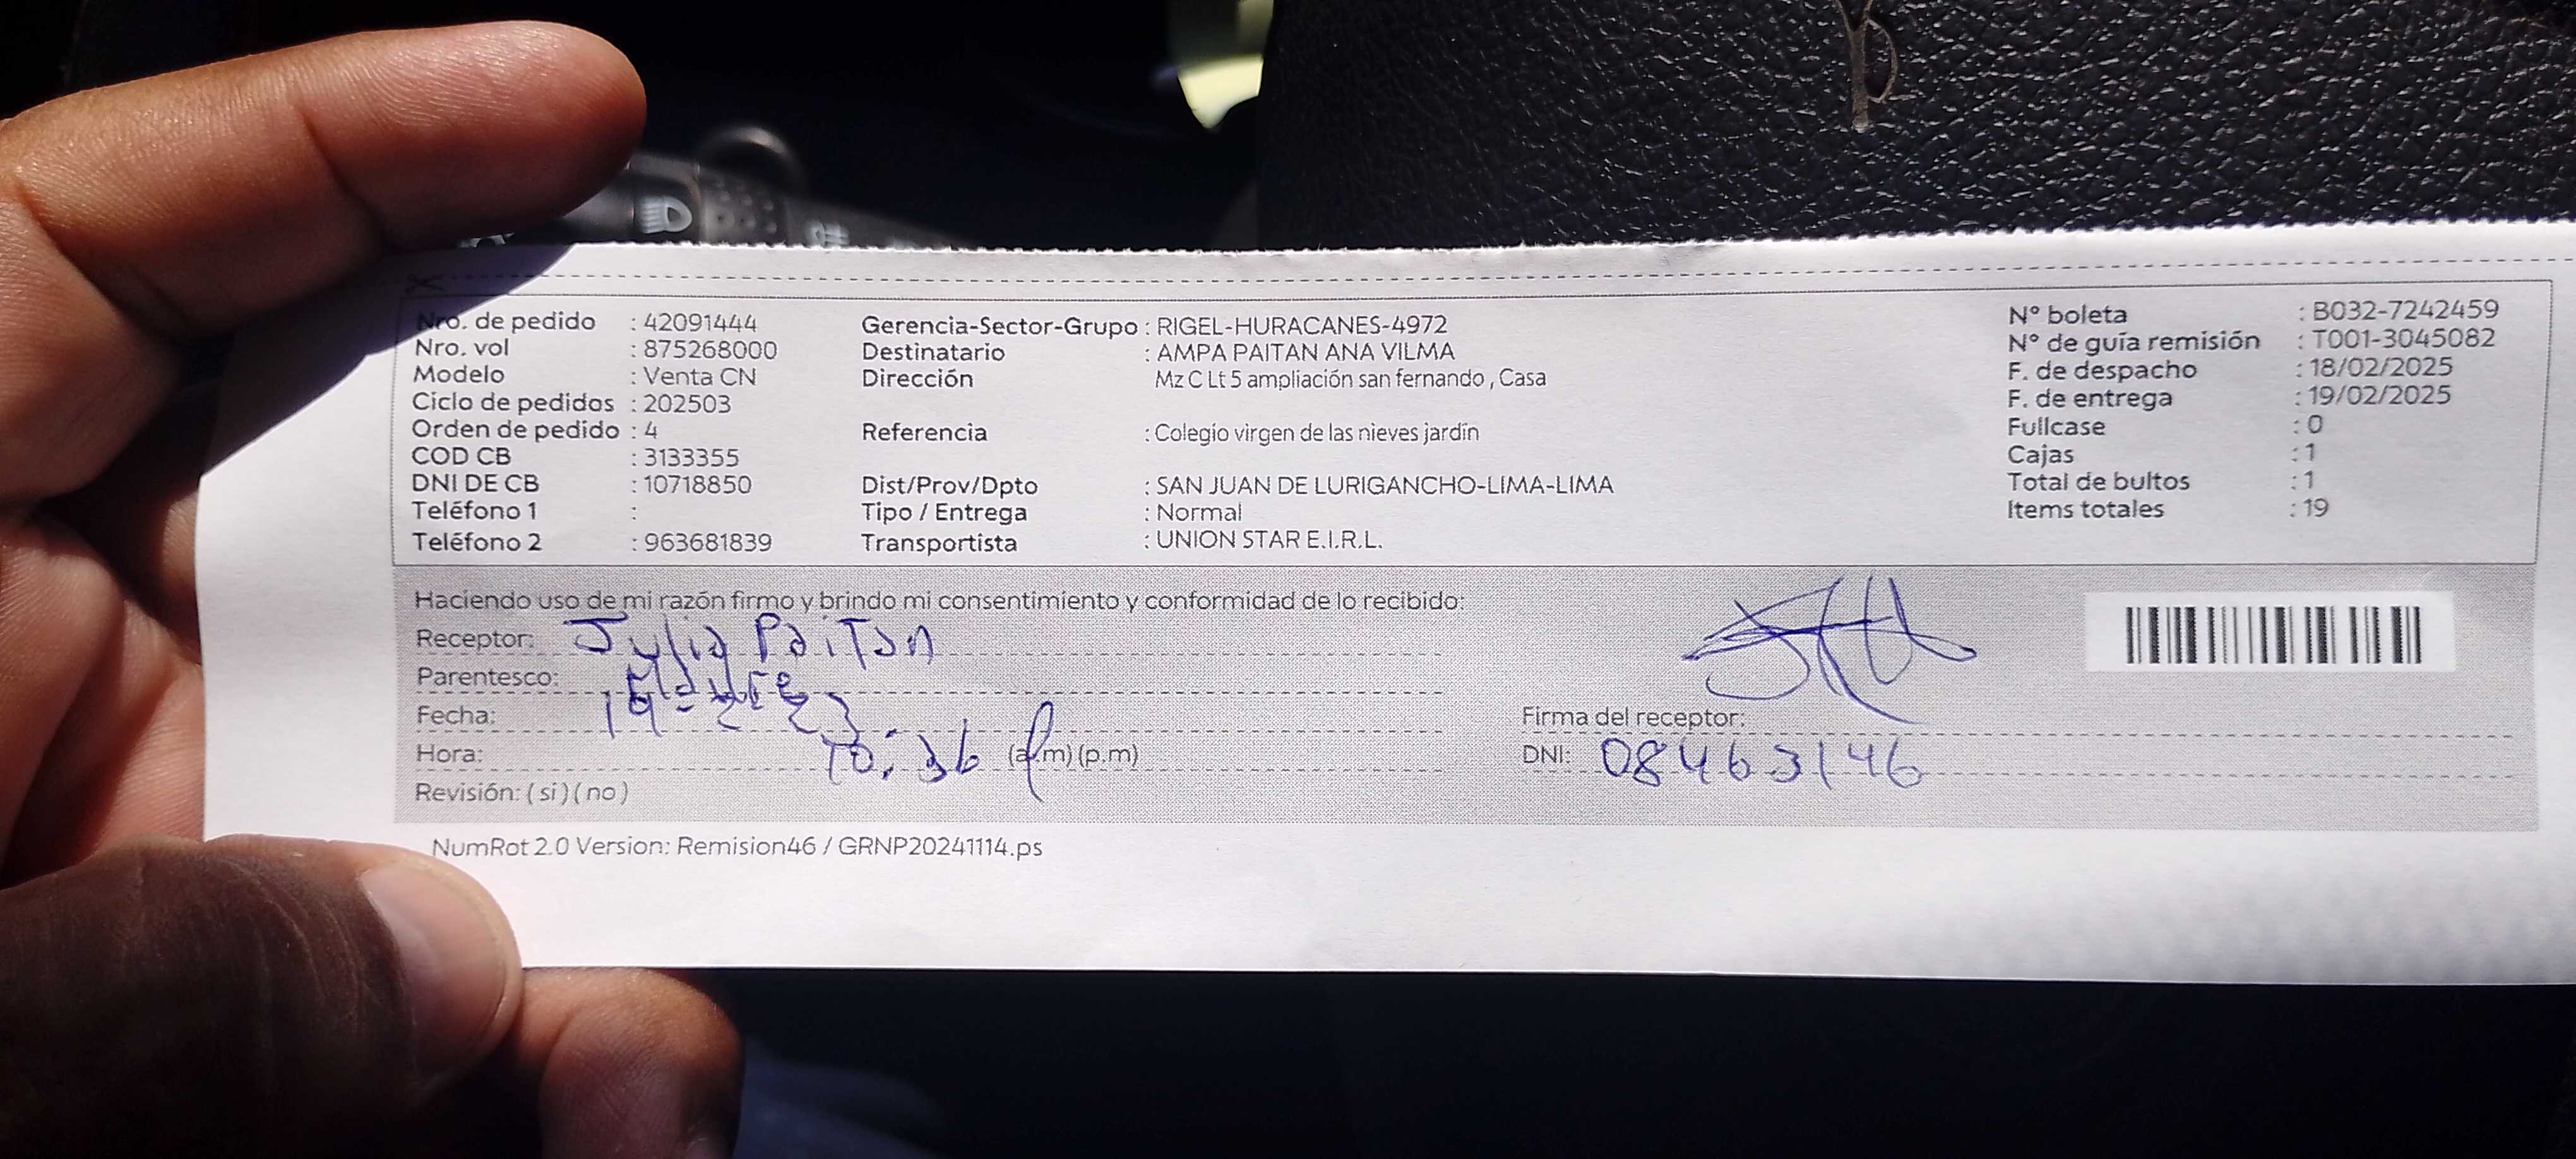 Nro. de pedido : 42091444
Nro. vol : 875268000
Modelo : Venta CN
Ciclo de pedidos : 202503
Orden de pedido : 4
COD CB : 3133355
DNI DE CB : 10718850
Teléfono 1 :
Teléfono 2 : 963681839
Gerencia-Sector-Grupo : RIGEL-HURACANES-4972
Destinatario : AMPA PAITAN ANA VILMA
Dirección Mz C Lt 5 ampliación san fernando , Casa
Referencia : Colegio virgen de las nieves jardín
Dist/Prov/Dpto : SAN JUAN DE LURIGANCHO-LIMA-LIMA
Tipo / Entrega : Normal
Transportista : UNION STAR E.I.R.L.
N° boleta : B032-7242459
N° de guía remisión : T001-3045082
F. de despacho : 18/02/2025
F. de entrega : 19/02/2025
Fullcase : 0
Cajas : 1
Total de bultos : 1
Items totales : 19
Haciendo uso de mi razón firmo y brindo mi consentimiento y conformidad de lo recibido:
Receptor: Julia Paitan
Parentesco: Madre
Fecha:
Hora: 10:36 (a.m) (p.m)
Revisión: ( si ) ( no )
Firma del receptor:
DNI: 08463146
NumRot 2.0 Version: Remision46 / GRNP20241114.ps